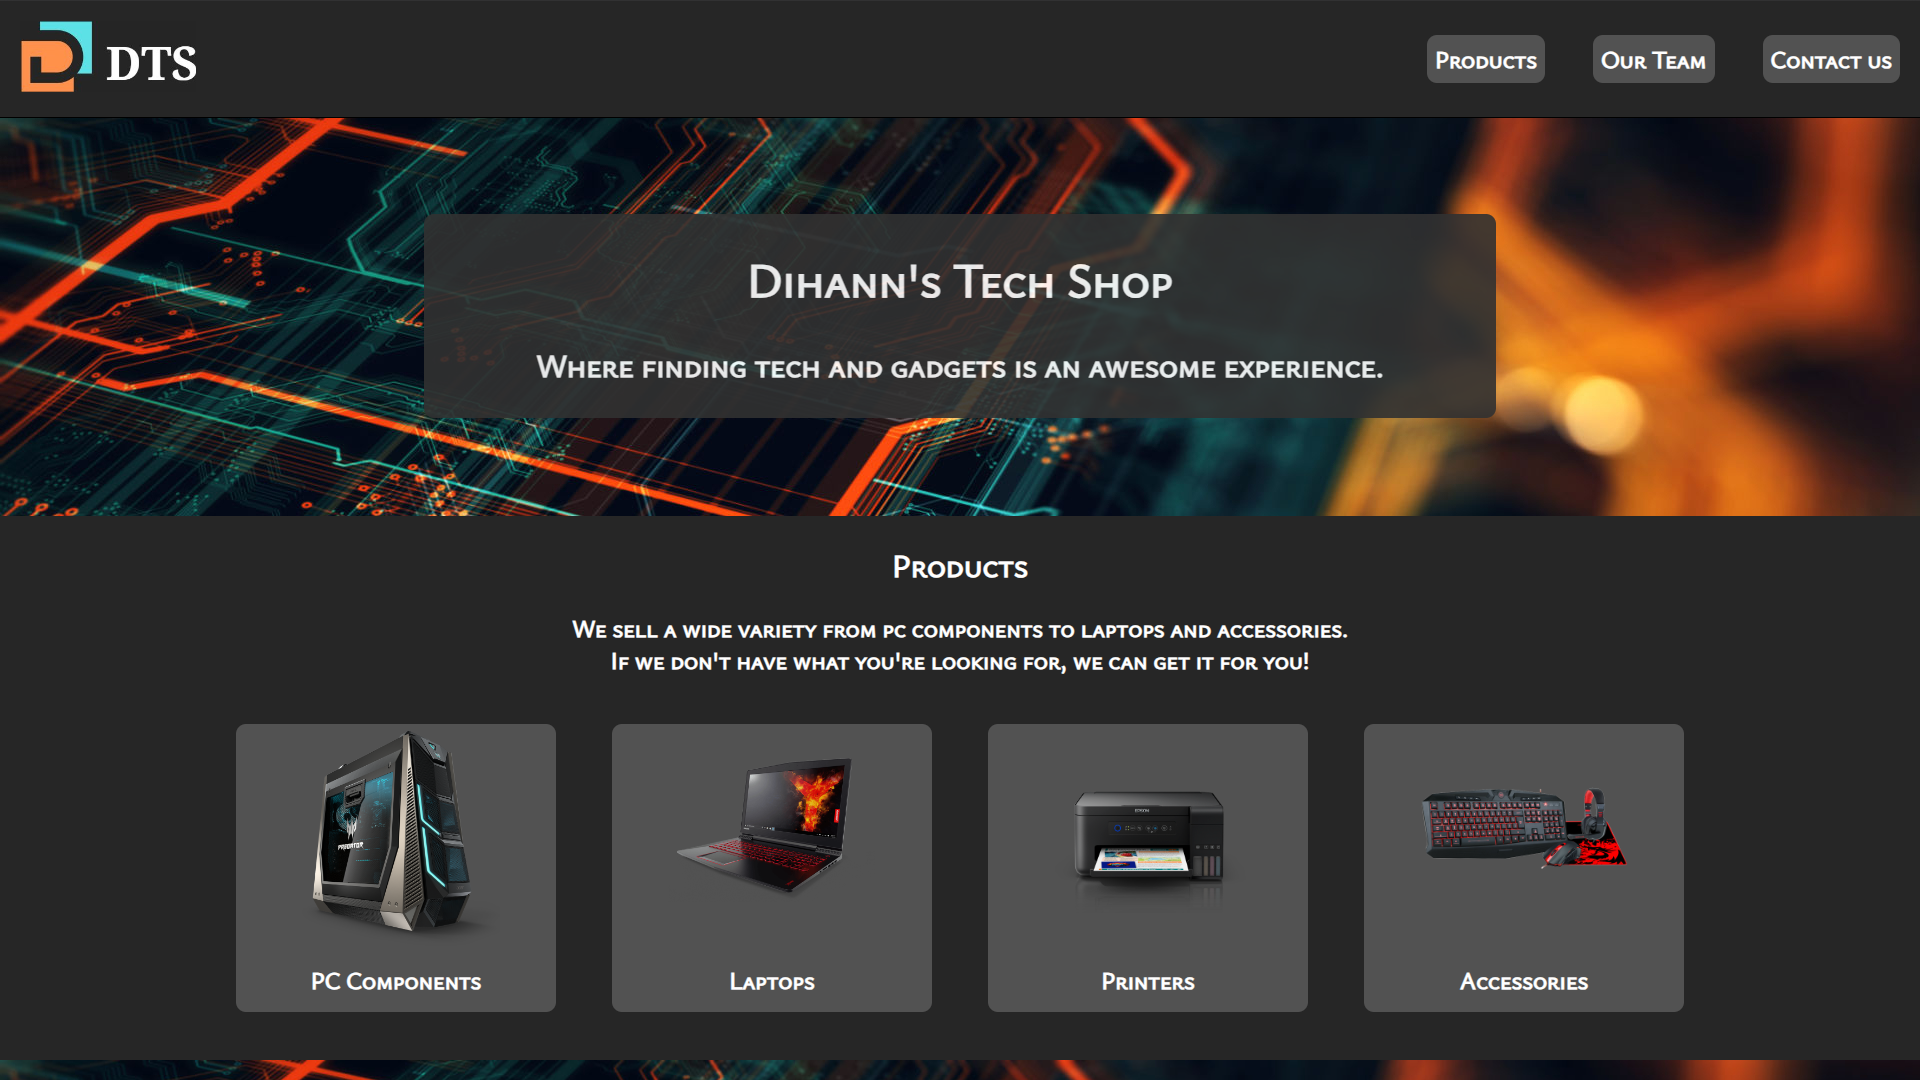 DTS
Products
Our Team
Contact us
Dihann's Tech Shop
Where finding tech and gadgets is an awesome experience.
Products
We sell a wide variety from pc components to laptops and accessories.
If we don't have what you're looking for, we can get it for you!
PREDATOR
EPSON
PC Components
Laptops
Printers
Accessories